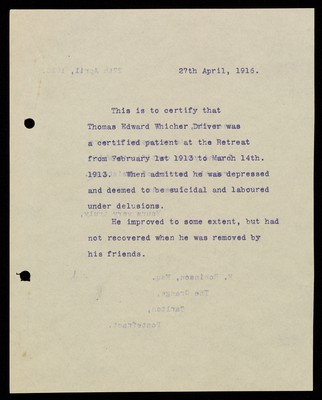 27th April, 1916.
This is to certify that
Thomas Edward Whicher Driver was
a certified patient at the Retreat
from February 1st 1913 to March 14th.
1913. When admitted he was depressed
and deemed to be suicidal and laboured
under delusions.
He improved to some extent, but had
not recovered when he was removed by
his friends.